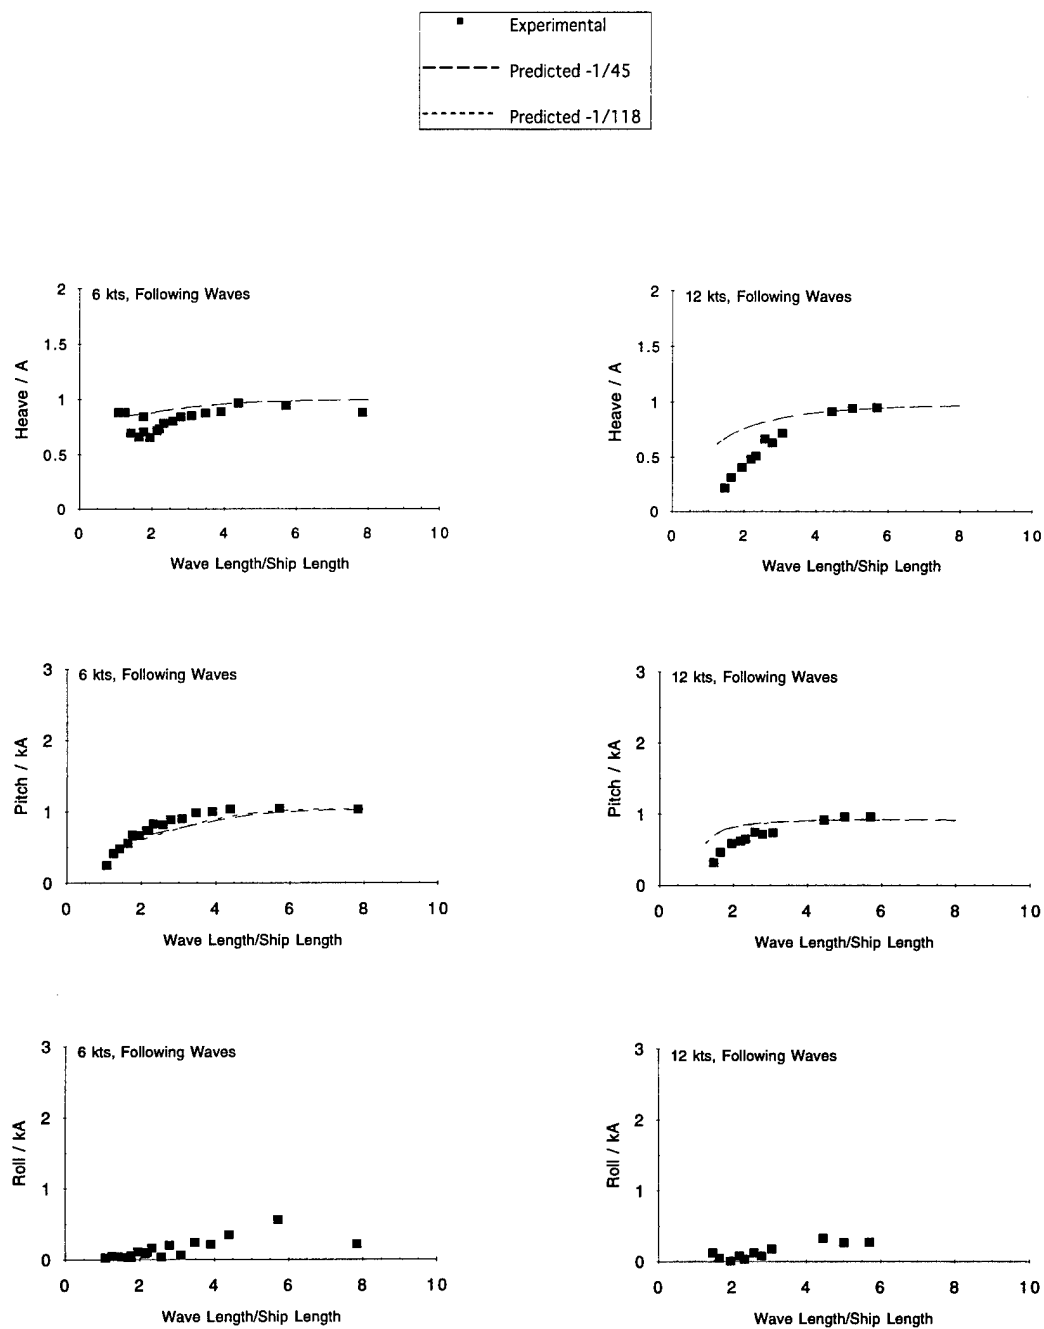 Experimental
Predicted -1/45
Predicted -1/118
6 kts, Following Waves
2
1.5
1
0.5
0
Heave / A
0 2 4 6 8 10
Wave Length/Ship Length
12 kts, Following Waves
2
1.5
1
0.5
0
Heave / A
0 2 4 6 8 10
Wave Length/Ship Length
6 kts, Following Waves
3
2
1
0
Pitch / kA
0 2 4 6 8 10
Wave Length/Ship Length
12 kts, Following Waves
3
2
1
0
Pitch / kA
0 2 4 6 8 10
Wave Length/Ship Length
6 kts, Following Waves
3
2
1
0
Roll / kA
0 2 4 6 8 10
Wave Length/Ship Length
12 kts, Following Waves
3
2
1
0
Roll / kA
0 2 4 6 8 10
Wave Length/Ship Length